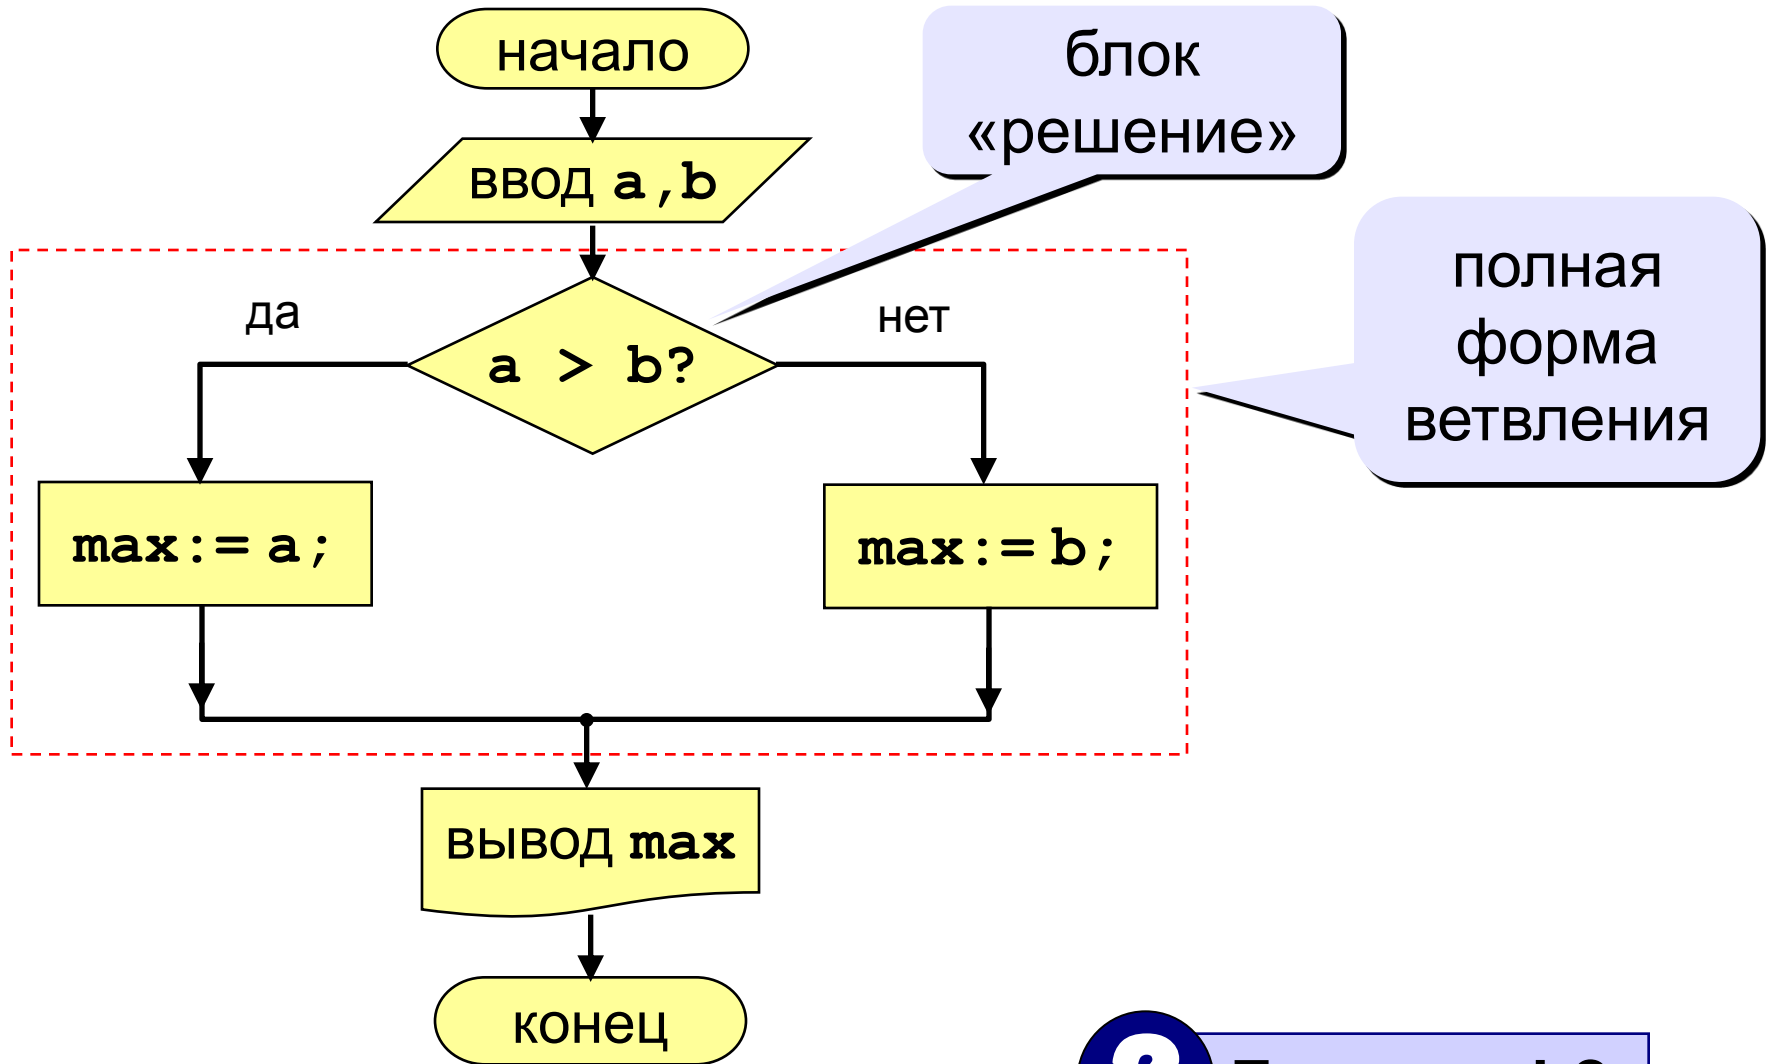 начало
блок
«решение»
ввод a,b
полная
форма
ветвления
да
нет
a > b?
max:= a;
max:= b;
вывод max
конец
?